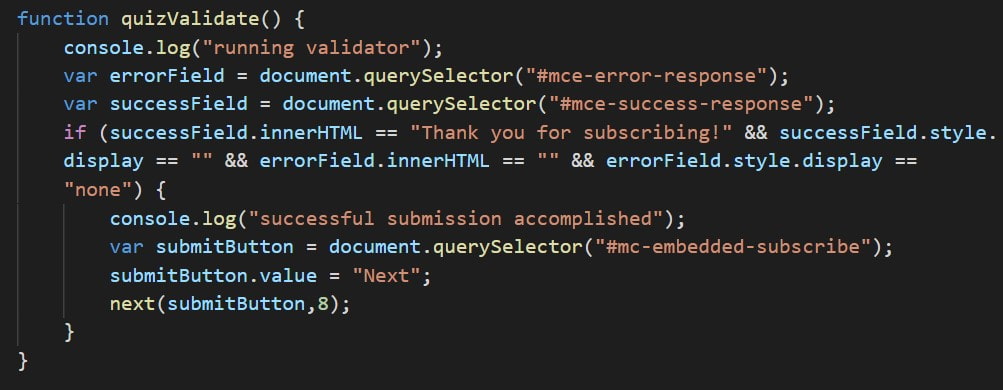 function quizValidate() {
console.log("running validator");
var errorField = document.querySelector("#mce-error-response");
var successField = document.querySelector("#mce-success-response");
if (successField.innerHTML == "Thank you for subscribing!" && successField.style.
display == "" && errorField.innerHTML == "" && errorField.style.display ==
"none") {
console.log("successful submission accomplished");
var submitButton = document.querySelector("#mc-embedded-subscribe");
submitButton.value = "Next";
next(submitButton,8);
}
}